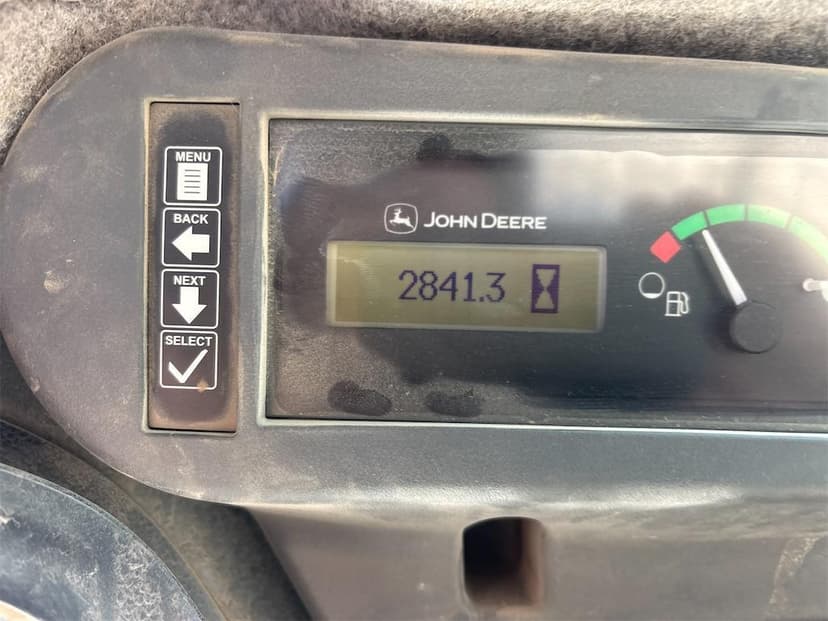 MENU
BACK
NEXT
SELECT
JOHN DEERE
2841.3